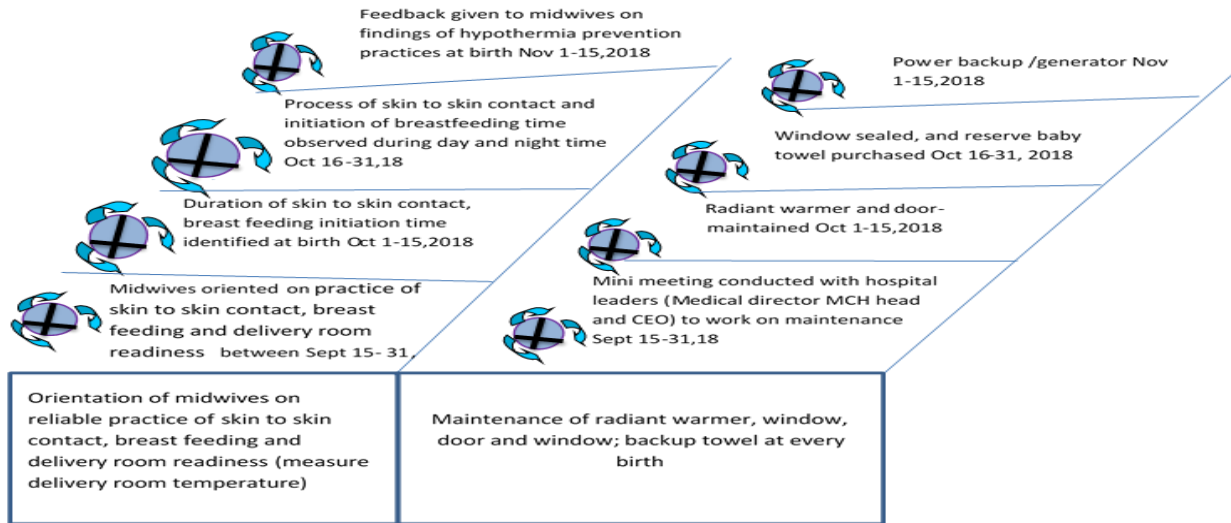 Feedback given to midwives on
findings of hypothermia prevention
practices at birth Nov 1-15,2018
Process of skin to skin contact and
initiation of breastfeeding time
observed during day and night time
Oct 16-31,18
Duration of skin to skin contact,
breast feeding initiation time
identified at birth Oct 1-15,2018
Midwives oriented on practice of
skin to skin contact, breast
feeding and delivery room
readiness between Sept 15- 31,
Orientation of midwives on
reliable practice of skin to skin
contact, breast feeding and
delivery room readiness (measure
delivery room temperature)
Power backup /generator Nov
1-15,2018
Window sealed, and reserve baby
towel purchased Oct 16-31, 2018
Radiant warmer and door-
maintained Oct 1-15,2018
Mini meeting conducted with hospital
leaders (Medical director MCH head
and CEO) to work on maintenance
Sept 15-31,18
Maintenance of radiant warmer, window,
door and window; backup towel at every
birth